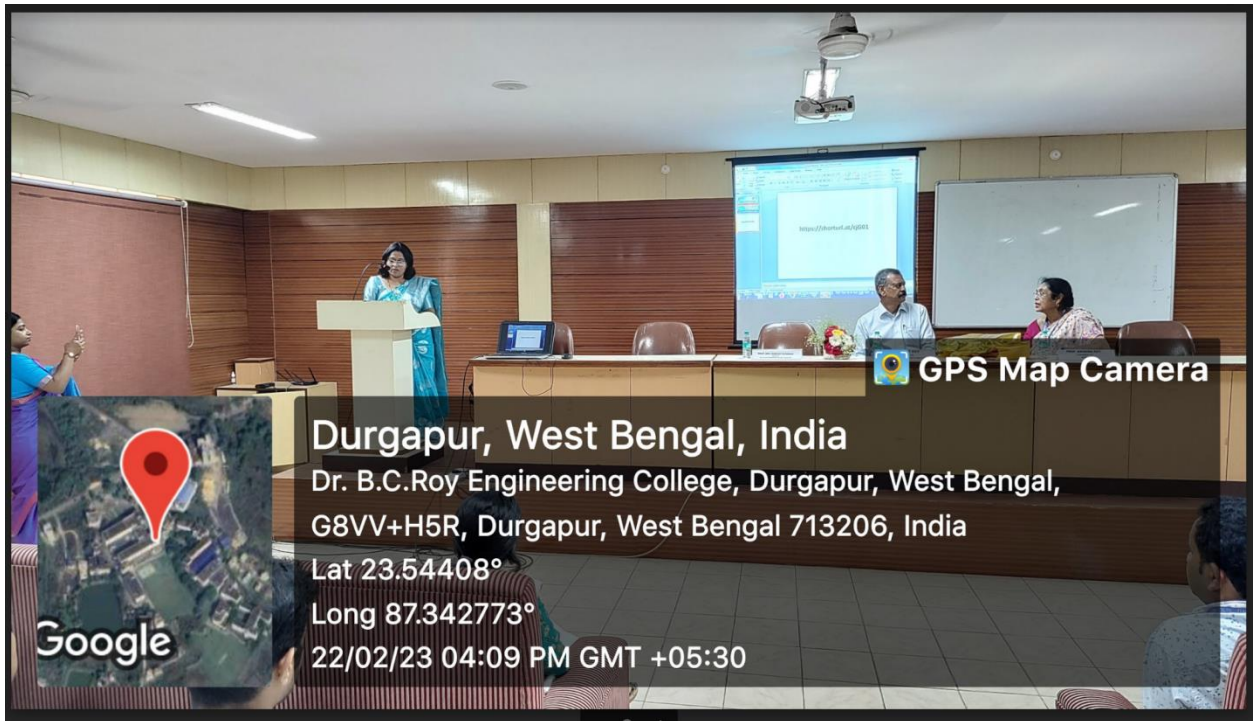 GPS Map Camera
Durgapur, West Bengal, India
Dr. B.C.Roy Engineering College, Durgapur, West Bengal,
G8VV+H5R, Durgapur, West Bengal 713206, India
Lat 23.54408°
Long 87.342773°
22/02/23 04:09 PM GMT +05:30
Google